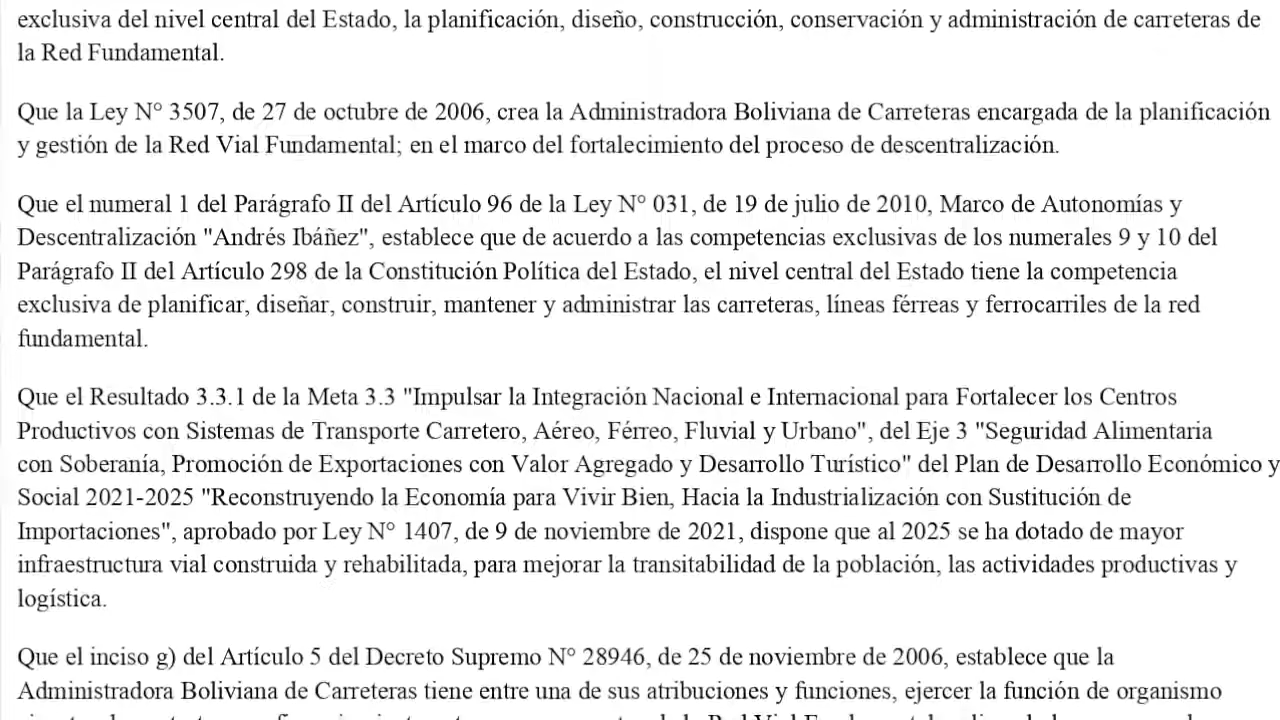 exclusiva del nivel central del Estado, la planificación, diseño, construcción, conservación y administración de carreteras de
la Red Fundamental.
Que la Ley N° 3507, de 27 de octubre de 2006, crea la Administradora Boliviana de Carreteras encargada de la planificación
y gestión de la Red Vial Fundamental; en el marco del fortalecimiento del proceso de descentralización.
Que el numeral 1 del Parágrafo II del Artículo 96 de la Ley N° 031, de 19 de julio de 2010, Marco de Autonomías y
Descentralización "Andrés Ibáñez", establece que de acuerdo a las competencias exclusivas de los numerales 9 y 10 del
Parágrafo II del Artículo 298 de la Constitución Política del Estado, el nivel central del Estado tiene la competencia
exclusiva de planificar, diseñar, construir, mantener y administrar las carreteras, líneas férreas y ferrocarriles de la red
fundamental.
Que el Resultado 3.3.1 de la Meta 3.3 "Impulsar la Integración Nacional e Internacional para Fortalecer los Centros
Productivos con Sistemas de Transporte Carretero, Aéreo, Férreo, Fluvial y Urbano", del Eje 3 "Seguridad Alimentaria
con Soberanía, Promoción de Exportaciones con Valor Agregado y Desarrollo Turístico" del Plan de Desarrollo Económico y
Social 2021-2025 "Reconstruyendo la Economía para Vivir Bien, Hacia la Industrialización con Sustitución de
Importaciones", aprobado por Ley N° 1407, de 9 de noviembre de 2021, dispone que al 2025 se ha dotado de mayor
infraestructura vial construida y rehabilitada, para mejorar la transitabilidad de la población, las actividades productivas y
logística.
Que el inciso g) del Artículo 5 del Decreto Supremo N° 28946, de 25 de noviembre de 2006, establece que la
Administradora Boliviana de Carreteras tiene entre una de sus atribuciones y funciones, ejercer la función de organismo